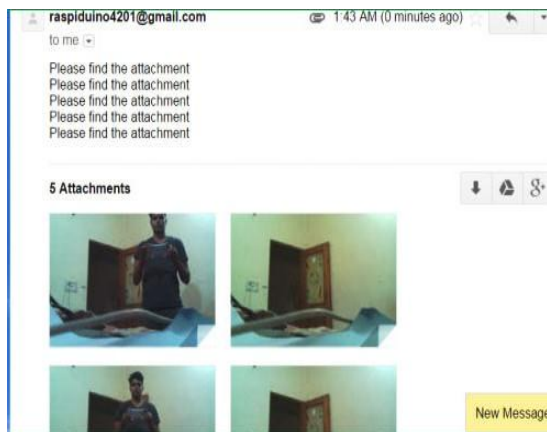 raspiduino4201@gmail.com 1:43 AM (0 minutes ago)
to me
Please find the attachment
Please find the attachment
Please find the attachment
Please find the attachment
Please find the attachment
5 Attachments
8+
New Message